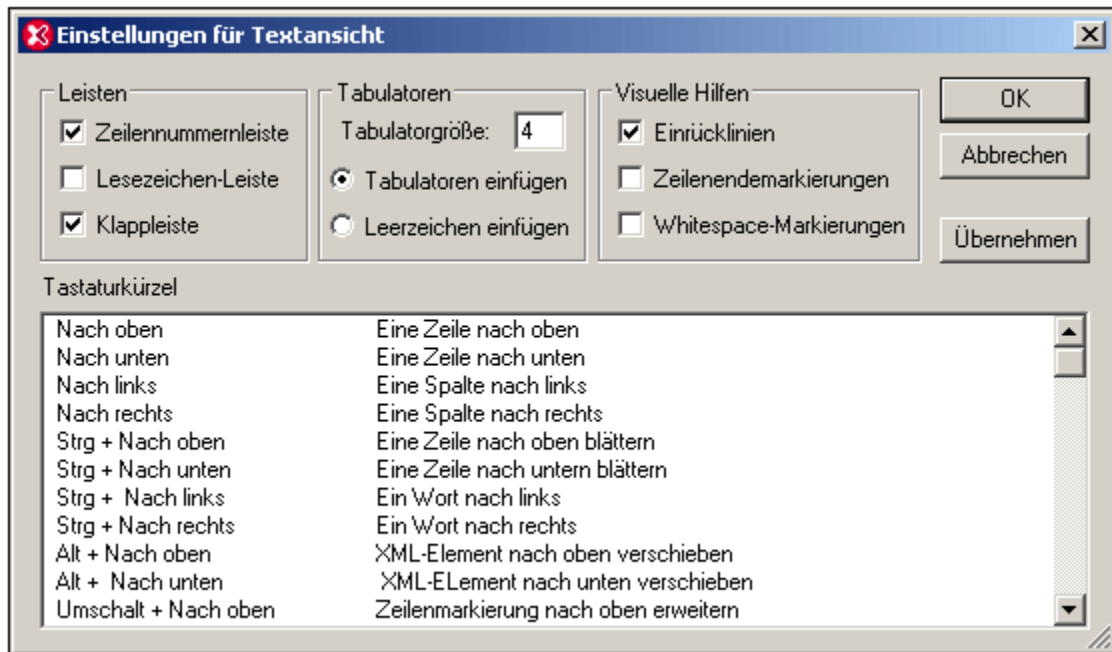 Einstellungen für Textansicht
Leisten
Zeilennummernleiste
Lesezeichen-Leiste
Klappleiste
Tabulatoren
Tabulatorgröße: 4
Tabulatoren einfügen
Leerzeichen einfügen
Visuelle Hilfen
Einrücklinien
Zeilenendemarkierungen
Whitespace-Markierungen
OK
Abbrechen
Übernehmen
Tastaturkürzel
Nach oben Eine Zeile nach oben
Nach unten Eine Zeile nach unten
Nach links Eine Spalte nach links
Nach rechts Eine Spalte nach rechts
Strg + Nach oben Eine Zeile nach oben blättern
Strg + Nach unten Eine Zeile nach untern blättern
Strg + Nach links Ein Wort nach links
Strg + Nach rechts Ein Wort nach rechts
Alt + Nach oben XML-Element nach oben verschieben
Alt + Nach unten XML-ELement nach unten verschieben
Umschalt + Nach oben Zeilenmarkierung nach oben erweitern